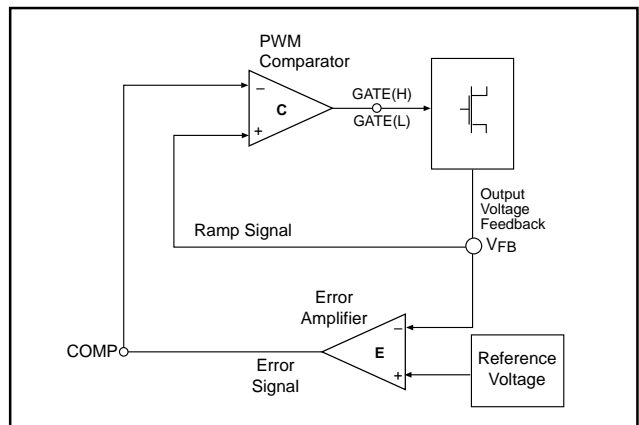 PWM
Comparator
–
C
+
GATE(H)
GATE(L)
Output
Voltage
Feedback
VFB
Ramp Signal
Error
Amplifier
–
E
+
COMP
Error
Signal
Reference
Voltage